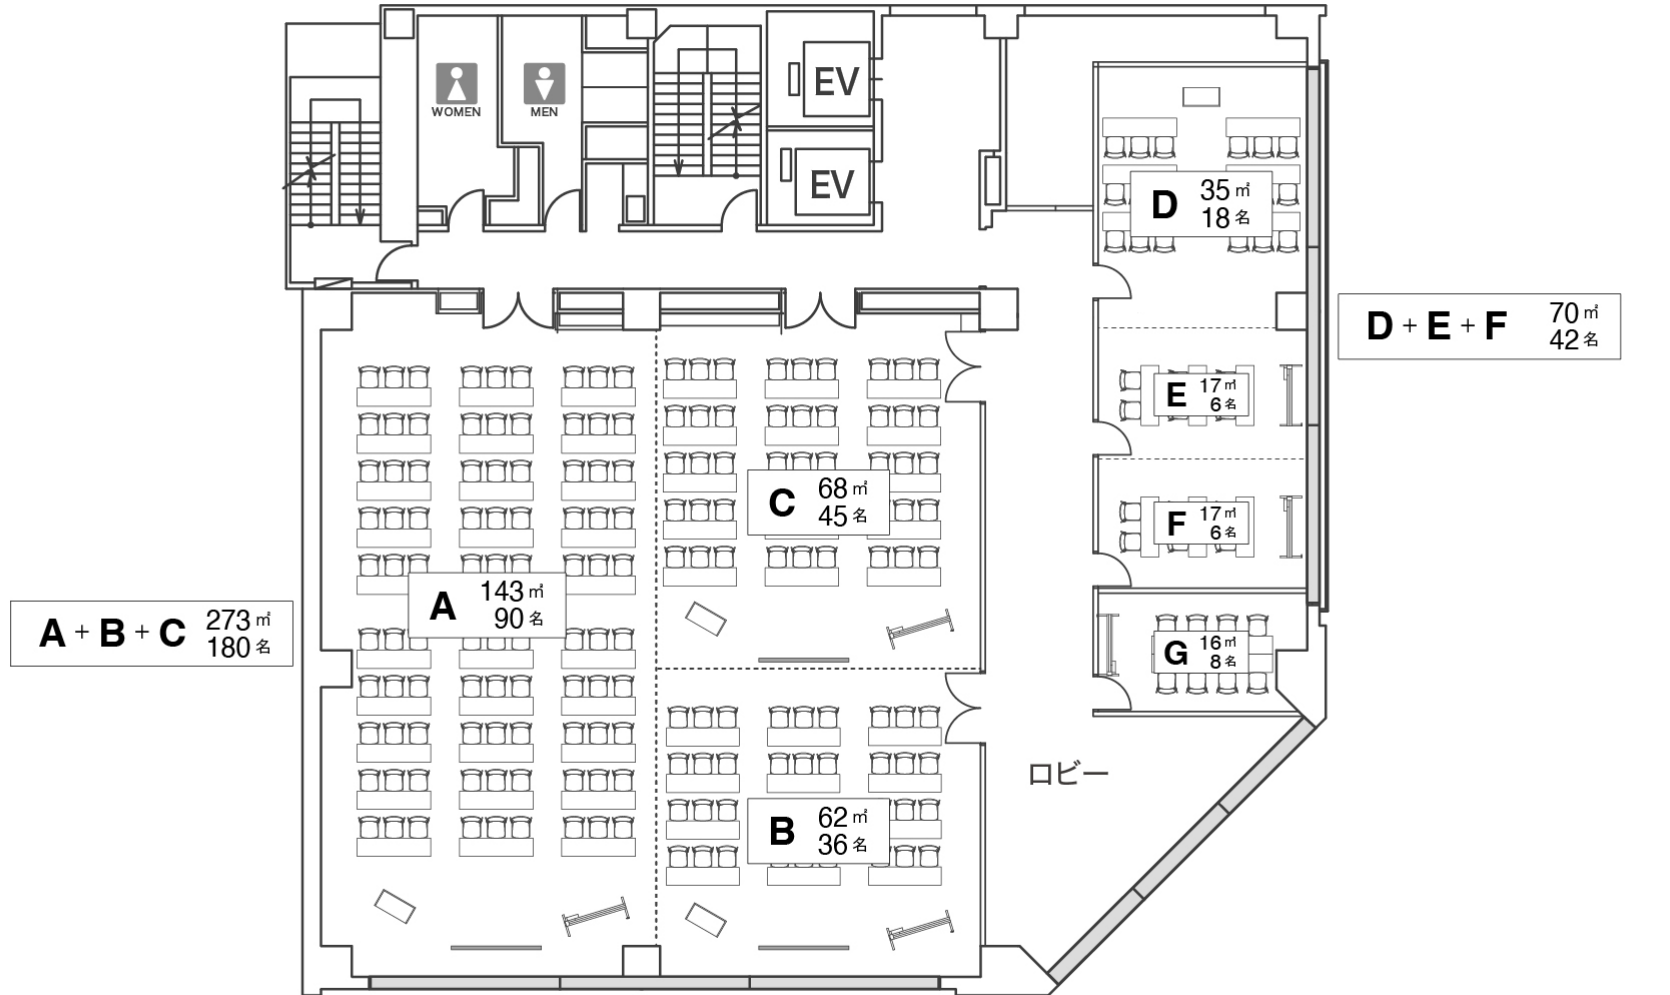 WOMEN
MEN
EV
EV
D 35㎡
18名
D + E + F 70㎡
42名
E 17㎡
6名
C 68㎡
45名
F 17㎡
6名
A 143㎡
90名
A + B + C 273㎡
180名
G 16㎡
8名
ロビー
B 62㎡
36名